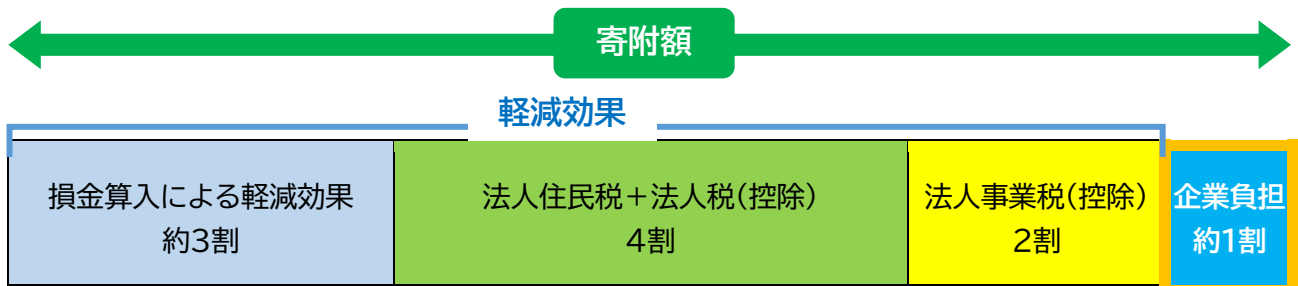 寄附額
軽減効果
損金算入による軽減効果
約3割
法人住民税＋法人税(控除)
4割
法人事業税(控除)
2割
企業負担
約1割